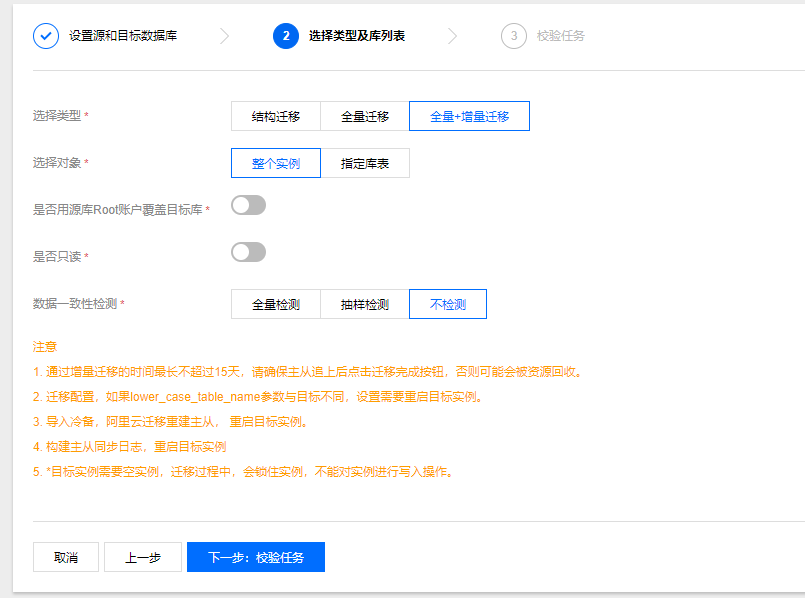 设置源和目标数据库
2 选择类型及库列表
3 校验任务
选择类型 *
结构迁移 全量迁移 全量+增量迁移
选择对象 *
整个实例 指定库表
是否用源库Root账户覆盖目标库 *
是否只读 *
数据一致性检测 *
全量检测 抽样检测 不检测
注意
1. 通过增量迁移的时间最长不超过15天，请确保主从追上后点击迁移完成按钮，否则可能会被资源回收。
2. 迁移配置，如果lower_case_table_name参数与目标不同，设置需要重启目标实例。
3. 导入冷备，阿里云迁移重建主从， 重启目标实例。
4. 构建主从同步日志，重启目标实例
5. *目标实例需要空实例，迁移过程中，会锁住实例，不能对实例进行写入操作。
取消 上一步 下一步：校验任务